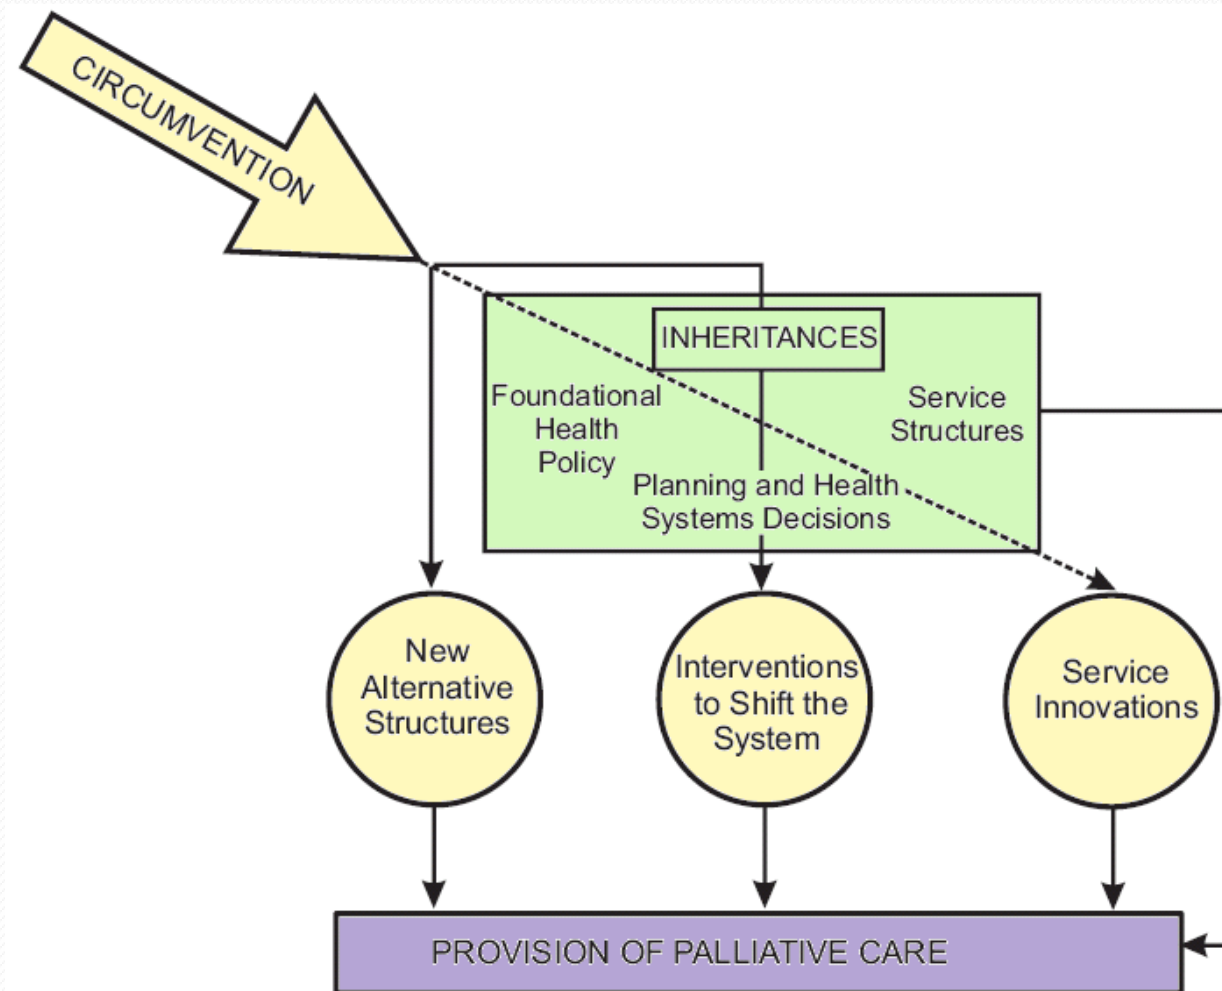 CIRCUMVENTION
INHERITANCES
Foundational
Health
Policy
Service
Structures
Planning and Health
Systems Decisions
New
Alternative
Structures
Interventions
to Shift the
System
Service
Innovations
PROVISION OF PALLIATIVE CARE